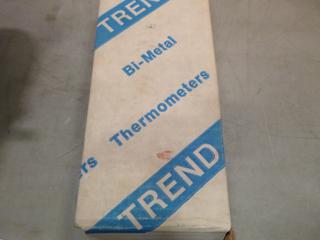 TREND
Bi-Metal
Thermometers
rs
TREND